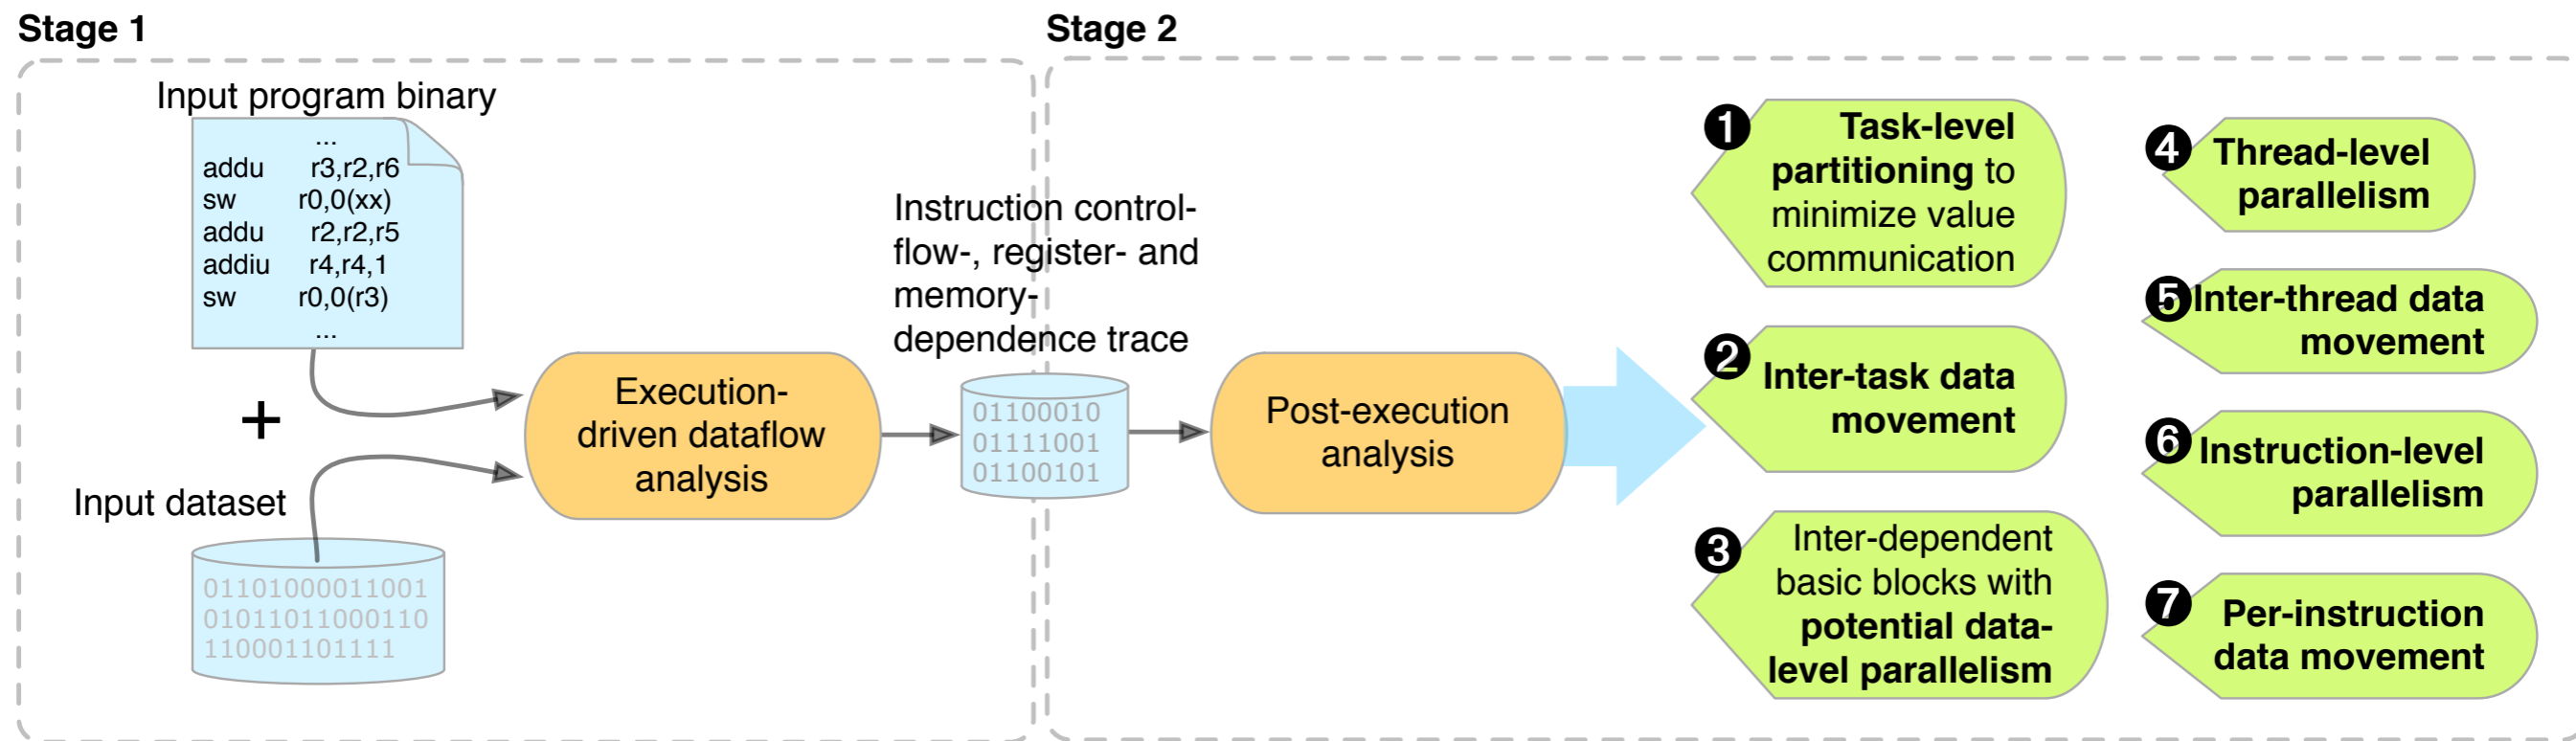 Stage 1
Input program binary
...
addu r3,r2,r6
sw r0,0(xx)
addu r2,r2,r5
addiu r4,r4,1
sw r0,0(r3)
...
+
Input dataset
01101000011001
01011011000110
110001101111
Execution-
driven dataflow
analysis
Instruction control-
flow-, register- and
memory-
dependence trace
01100010
01111001
01100101
Stage 2
Post-execution
analysis
1
Task-level
partitioning to
minimize value
communication
2
Inter-task data
movement
3
Inter-dependent
basic blocks with
potential data-
level parallelism
4
Thread-level
parallelism
5
Inter-thread data
movement
6
Instruction-level
parallelism
7
Per-instruction
data movement